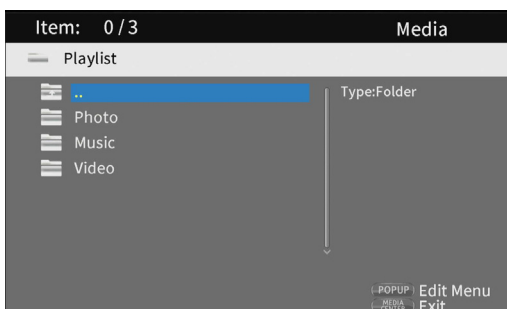 Item: 0/3 Media
Playlist
.. Type:Folder
Photo
Music
Video
POPUP Edit Menu
MEDIA CENTER Exit